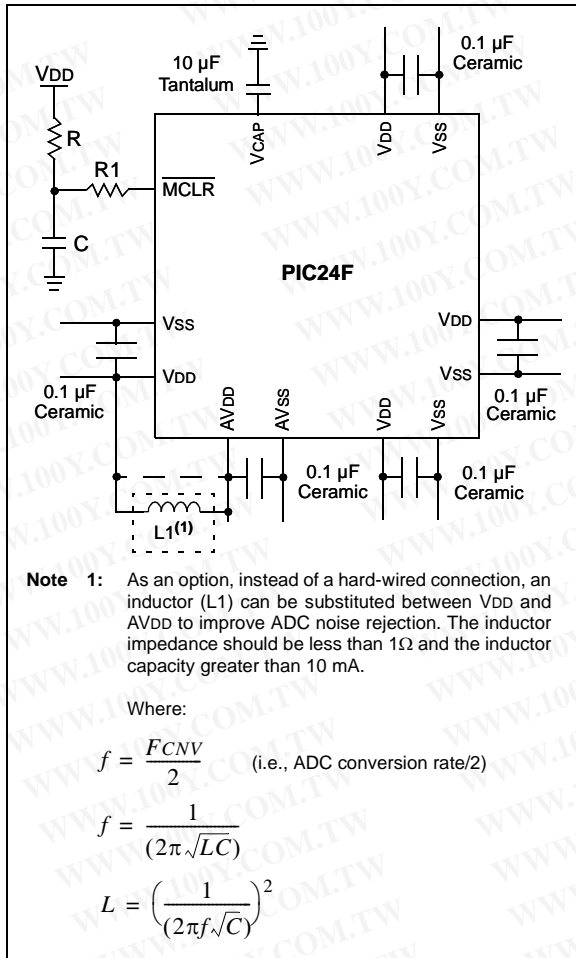 10 µF
Tantalum
0.1 µF
Ceramic
VDD
R
R1
C
MCLR
VCAP
VDD
VSS
PIC24F
VSS
VDD
VDD
VSS
0.1 µF
Ceramic
0.1 µF
Ceramic
AVDD
AVSS
VDD
VSS
0.1 µF
Ceramic
0.1 µF
Ceramic
L1(1)
Note 1: As an option, instead of a hard-wired connection, an
inductor (L1) can be substituted between VDD and
AVDD to improve ADC noise rejection. The inductor
impedance should be less than 1Ω and the inductor
capacity greater than 10 mA.
Where:
f = FCNV / 2 (i.e., ADC conversion rate/2)
f = 1 / (2π√LC)
L = (1 / (2πf√C))²
WWW.100Y.COM.TW